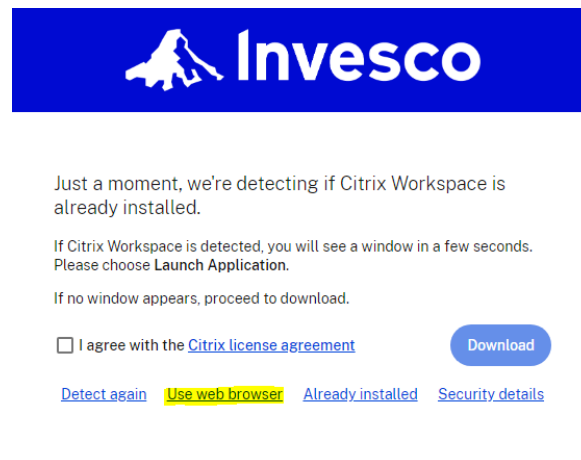 Invesco
Just a moment, we're detecting if Citrix Workspace is
already installed.
If Citrix Workspace is detected, you will see a window in a few seconds.
Please choose Launch Application.
If no window appears, proceed to download.
I agree with the Citrix license agreement
Download
Detect again Use web browser Already installed Security details